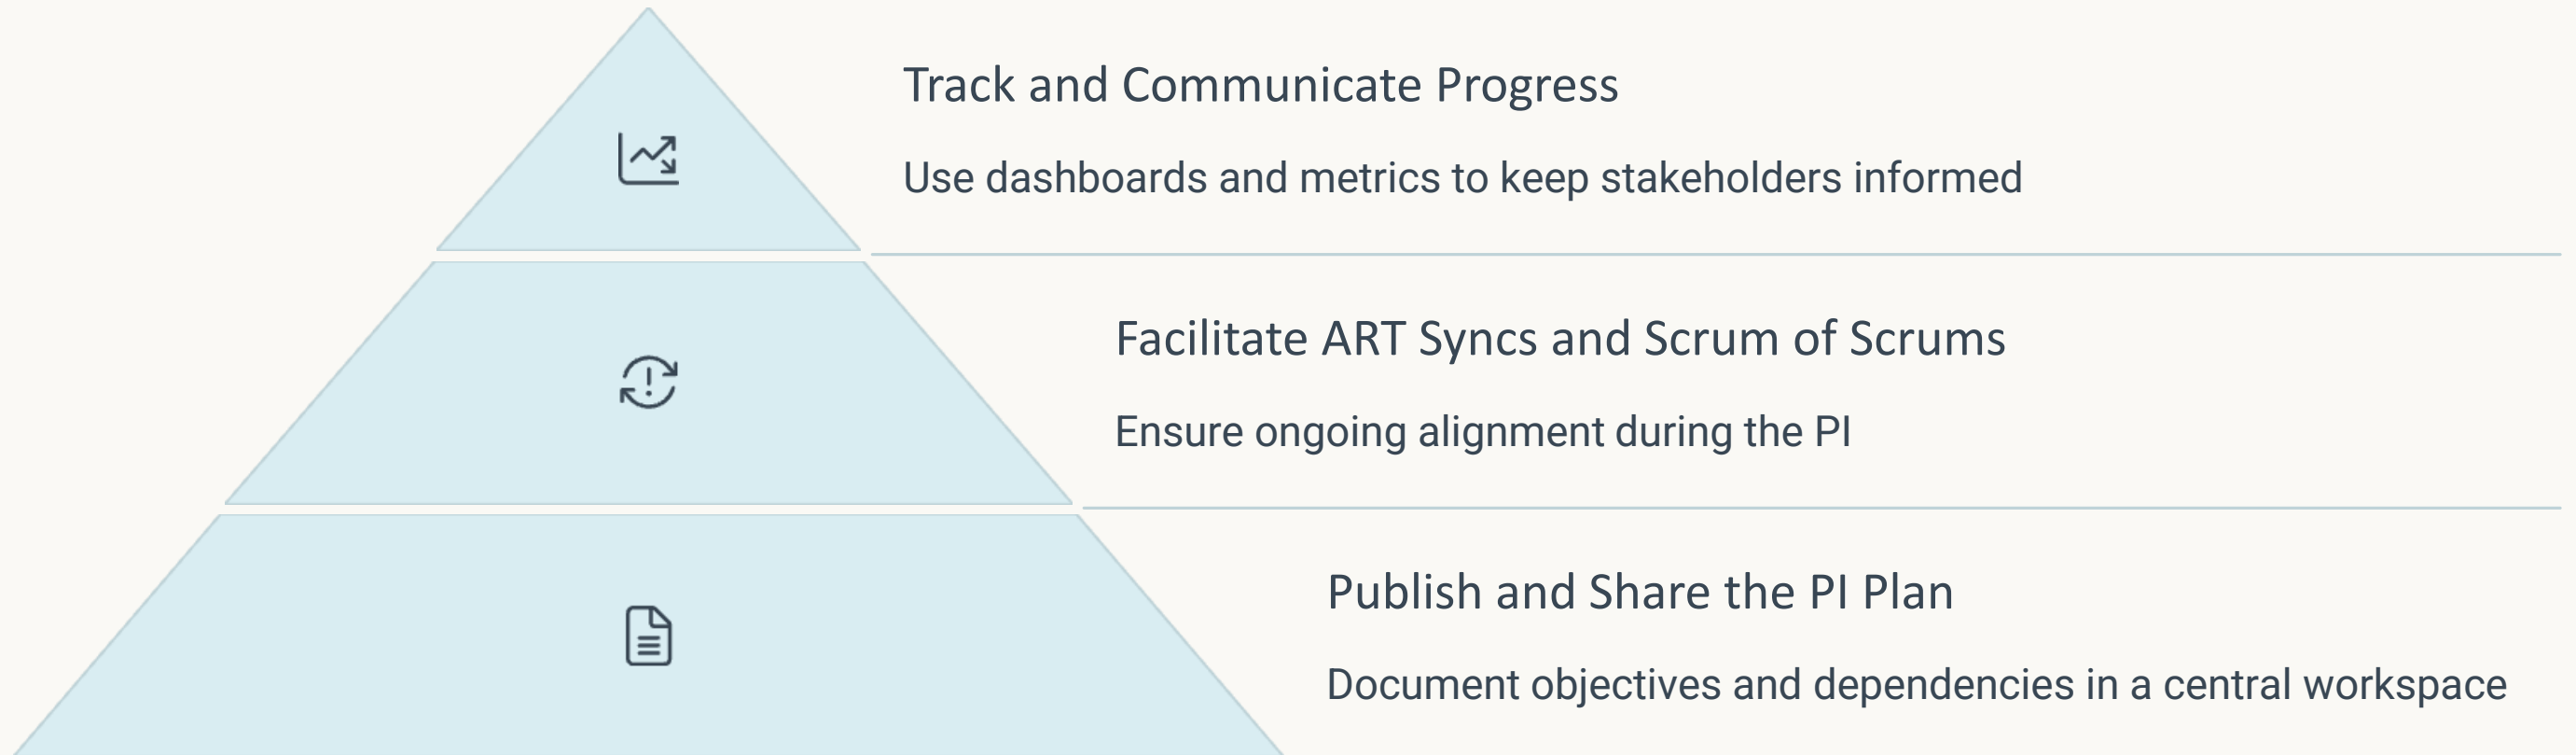 Track and Communicate Progress
Use dashboards and metrics to keep stakeholders informed
Facilitate ART Syncs and Scrum of Scrums
Ensure ongoing alignment during the PI
Publish and Share the PI Plan
Document objectives and dependencies in a central workspace